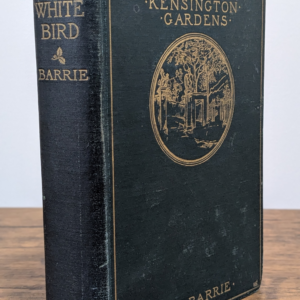 WHITE
BIRD
BARRIE
KENSINGTON
· GARDENS ·
BARRIE ·